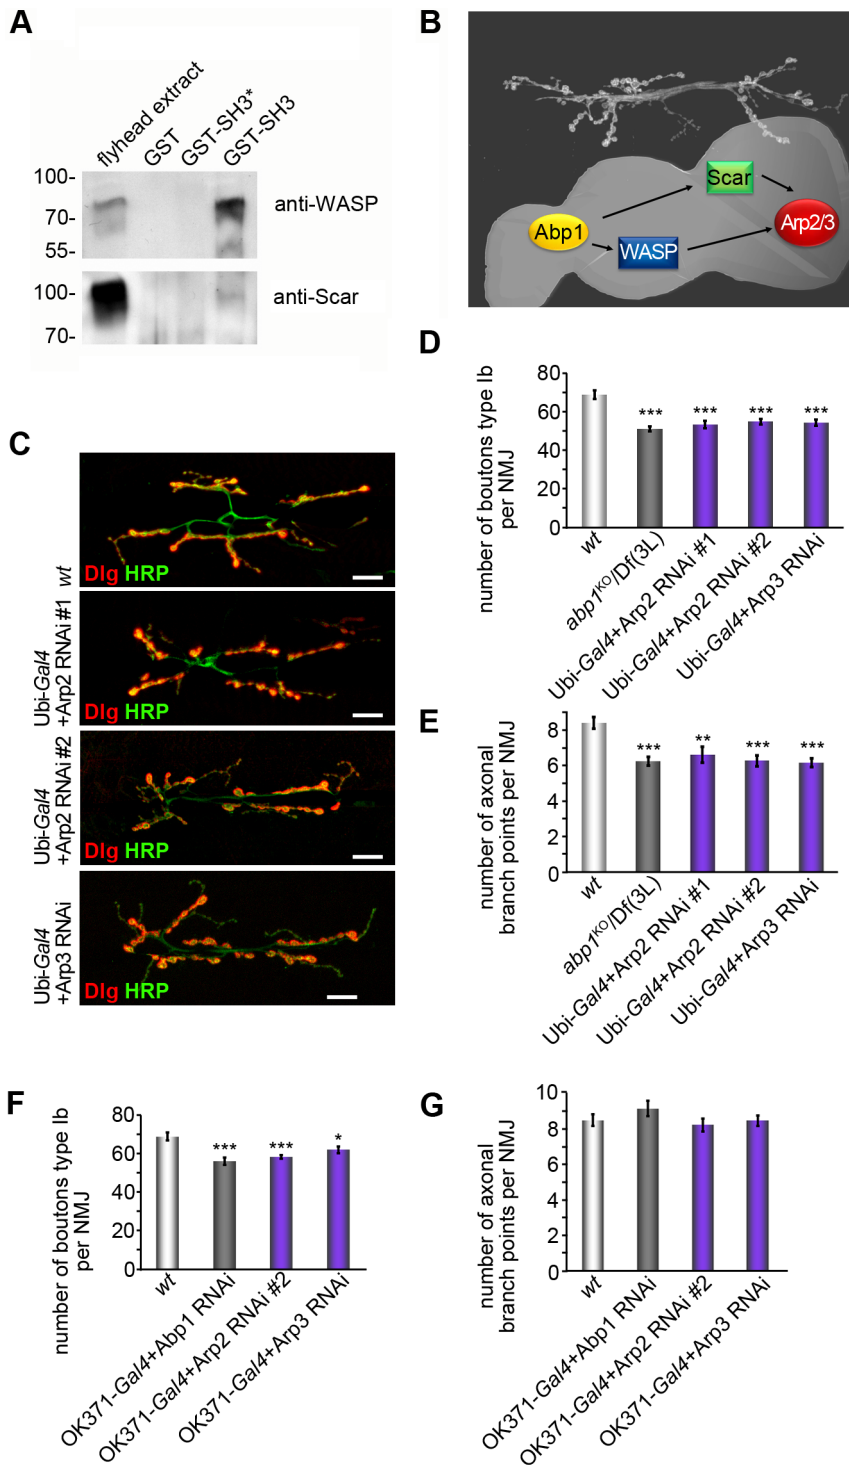 A
flyhead extract
GST
GST-SH3*
GST-SH3
100-
70-
55-
anti-WASP
100-
70-
anti-Scar
B
Abp1
Scar
WASP
Arp2/3
C
wt
Dlg HRP
Ubi-Gal4
+Arp2 RNAi #1
Dlg HRP
Ubi-Gal4
+Arp2 RNAi #2
Dlg HRP
Ubi-Gal4
+Arp3 RNAi
Dlg HRP
D
number of boutons type Ib
per NMJ
80
60
40
20
0
***
***
***
***
wt
abp1KO/Df(3L)
Ubi-Gal4+Arp2 RNAi #1
Ubi-Gal4+Arp2 RNAi #2
Ubi-Gal4+Arp3 RNAi
E
number of axonal
branch points per NMJ
8
6
4
2
0
***
**
***
***
wt
abp1KO/Df(3L)
Ubi-Gal4+Arp2 RNAi #1
Ubi-Gal4+Arp2 RNAi #2
Ubi-Gal4+Arp3 RNAi
F
number of boutons type Ib
per NMJ
80
60
40
20
0
***
***
*
wt
OK371-Gal4+Abp1 RNAi
OK371-Gal4+Arp2 RNAi #2
OK371-Gal4+Arp3 RNAi
G
number of axonal
branch points per NMJ
10
8
6
4
2
0
wt
OK371-Gal4+Abp1 RNAi
OK371-Gal4+Arp2 RNAi #2
OK371-Gal4+Arp3 RNAi